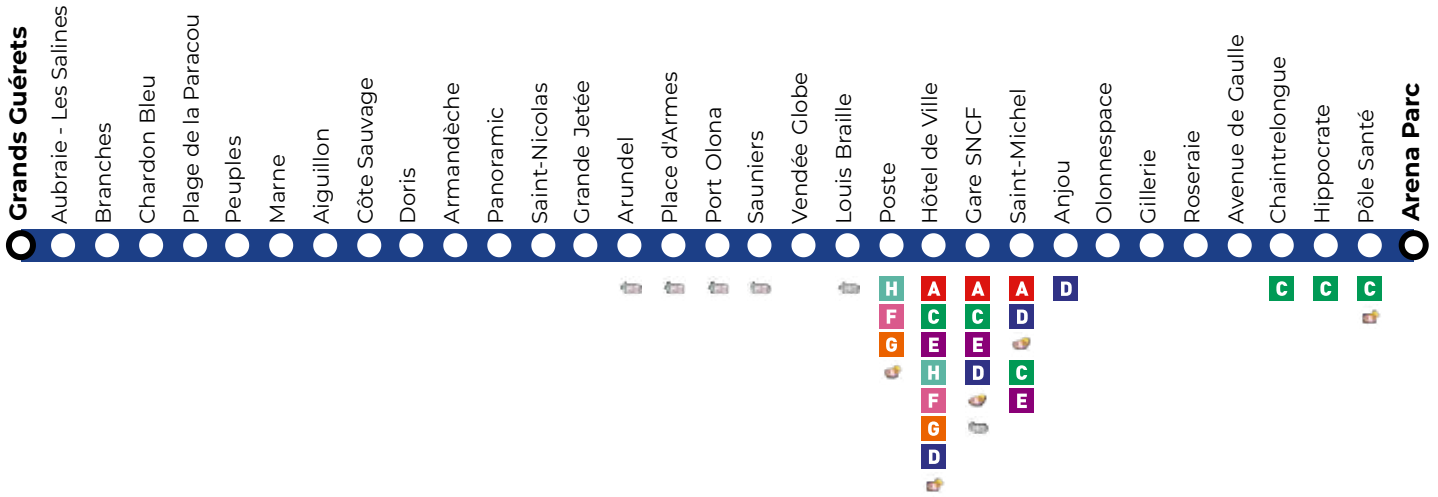 Grands Guérets
Aubraie - Les Salines
Branches
Chardon Bleu
Plage de la Paracou
Peuples
Marne
Aiguillon
Côte Sauvage
Doris
Armandèche
Panoramic
Saint-Nicolas
Grande Jetée
Arundel
Place d'Armes
Port Olona
Sauniers
Vendée Globe
Louis Braille
Poste
Hôtel de Ville
Gare SNCF
Saint-Michel
Anjou
Olonnespace
Gillerie
Roseraie
Avenue de Gaulle
Chaintrelongue
Hippocrate
Pôle Santé
Arena Parc
H A A A D C C C
F C C D
G E E
H D C
F E
G
D